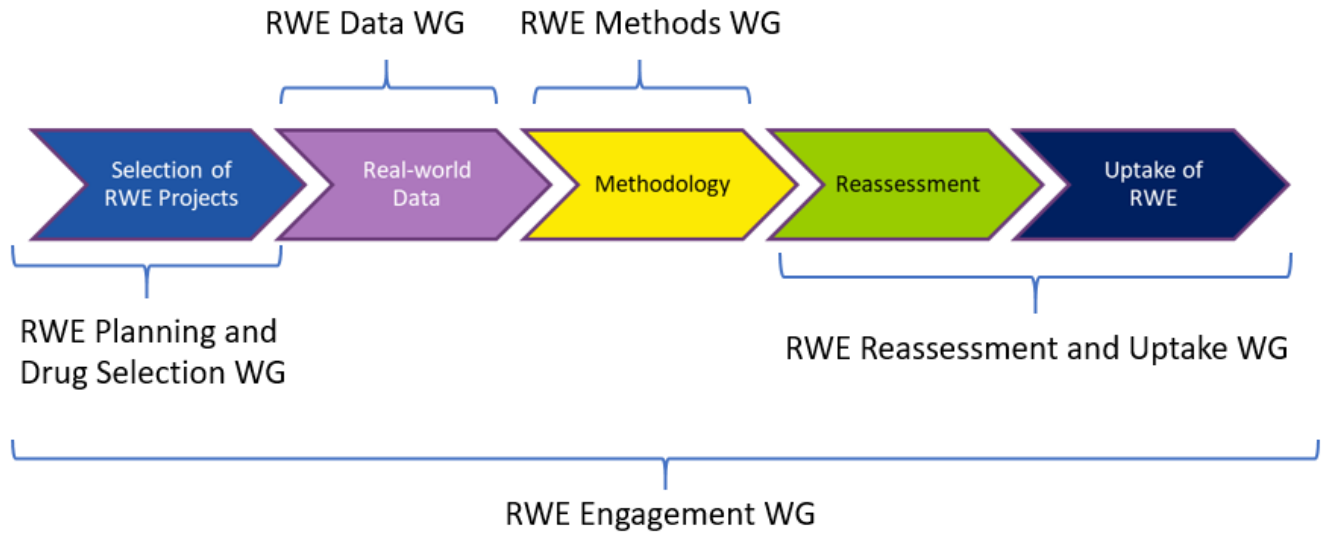 RWE Data WG
RWE Methods WG
Selection of
RWE Projects
Real-world
Data
Methodology
Reassessment
Uptake of
RWE
RWE Planning and
Drug Selection WG
RWE Reassessment and Uptake WG
RWE Engagement WG